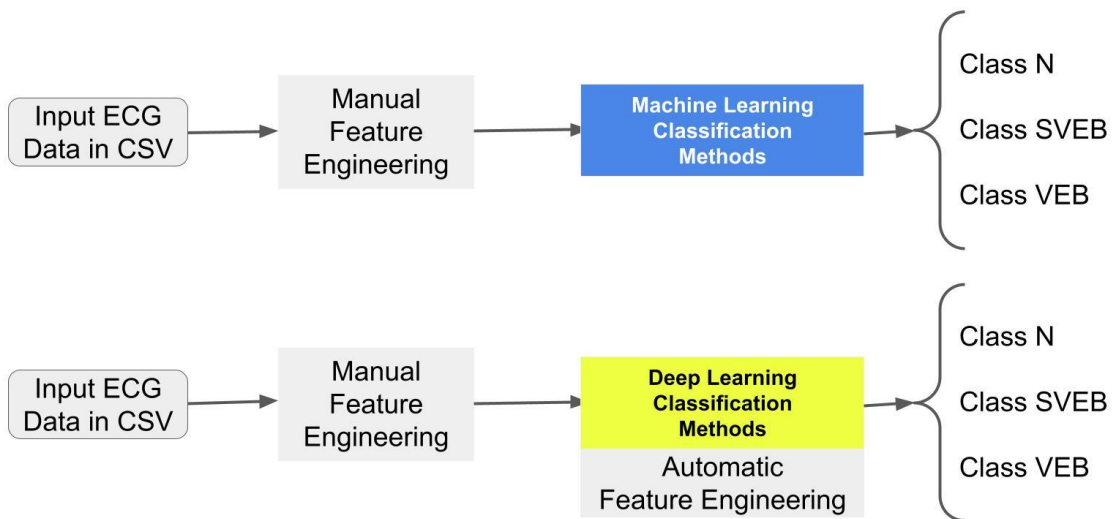 Input ECG
Data in CSV
Manual
Feature
Engineering
Machine Learning
Classification
Methods
Class N
Class SVEB
Class VEB
Input ECG
Data in CSV
Manual
Feature
Engineering
Deep Learning
Classification
Methods
Automatic
Feature Engineering
Class N
Class SVEB
Class VEB